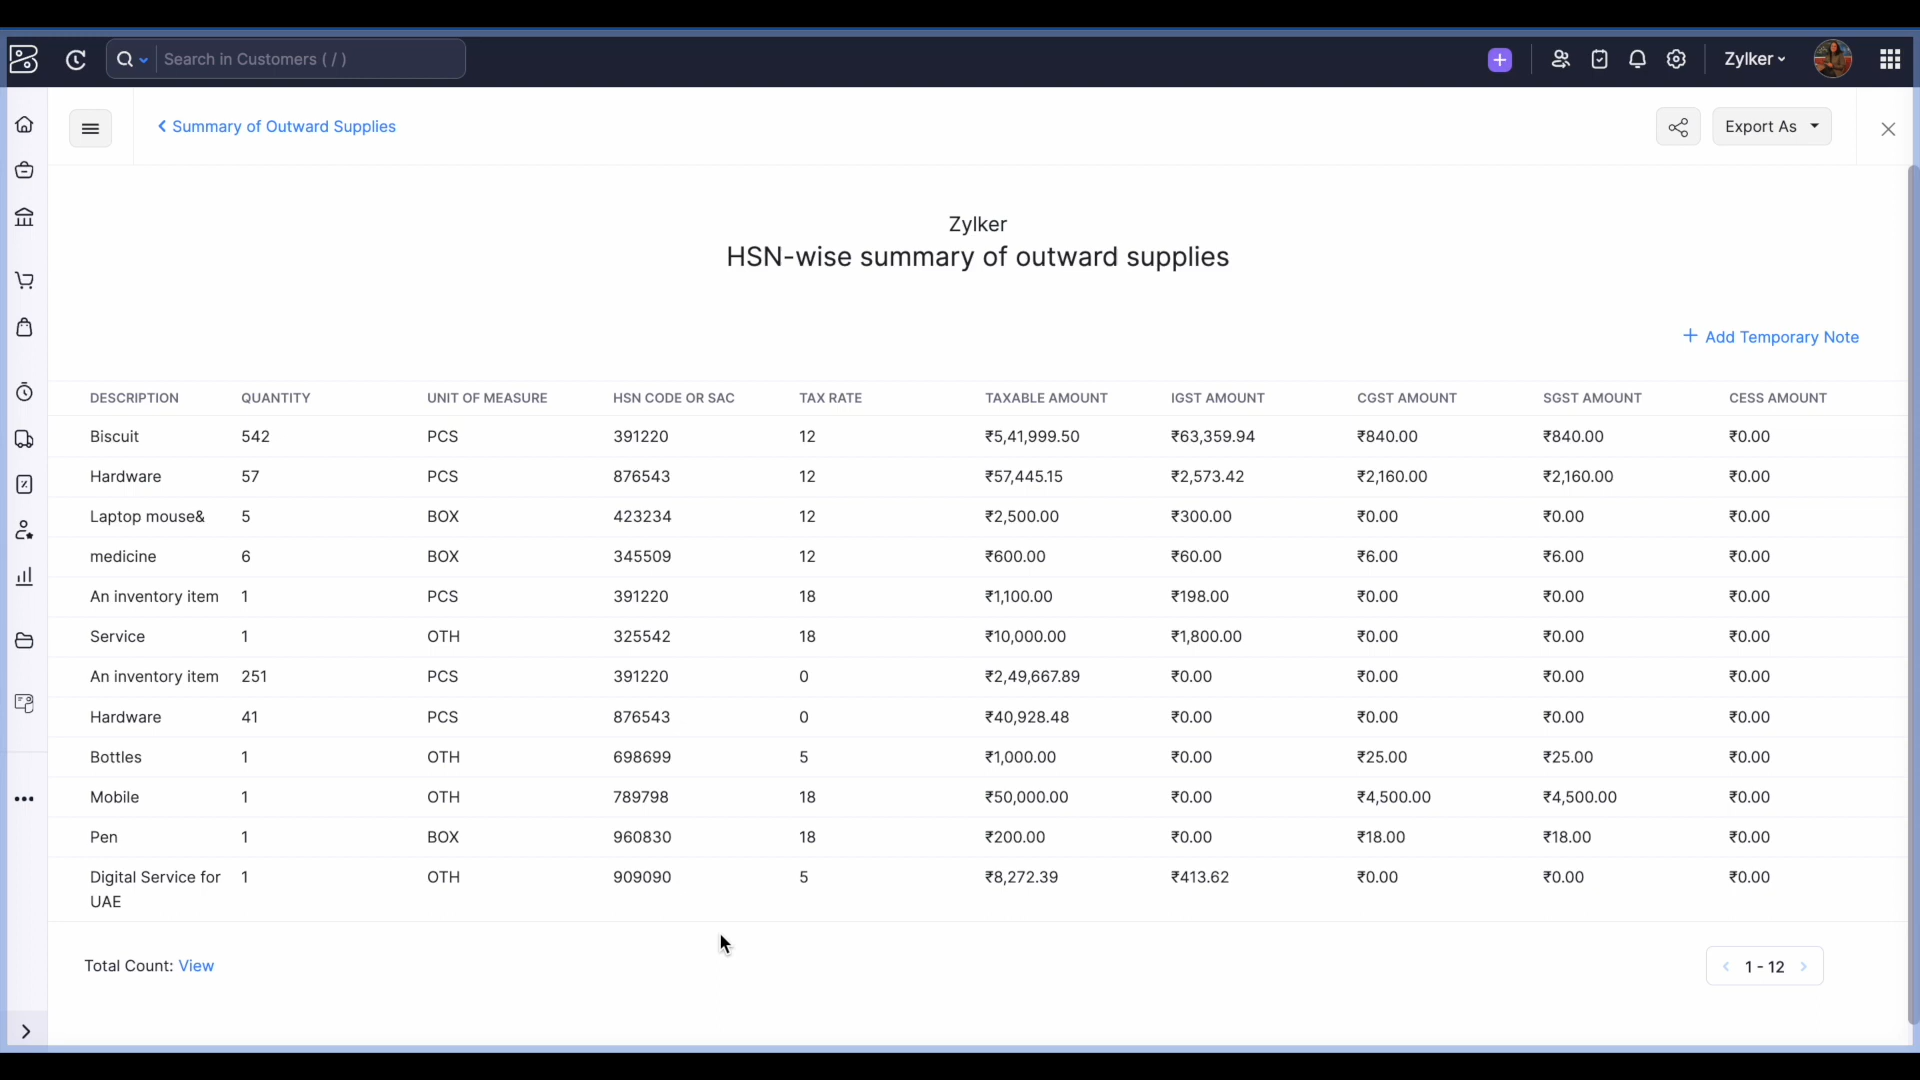 Search in Customers ( / )
Zylker
Summary of Outward Supplies
Export As
Zylker
HSN-wise summary of outward supplies
+ Add Temporary Note
DESCRIPTION QUANTITY UNIT OF MEASURE HSN CODE OR SAC TAX RATE TAXABLE AMOUNT IGST AMOUNT CGST AMOUNT SGST AMOUNT CESS AMOUNT
Biscuit 542 PCS 391220 12 ₹5,41,999.50 ₹63,359.94 ₹840.00 ₹840.00 ₹0.00
Hardware 57 PCS 876543 12 ₹57,445.15 ₹2,573.42 ₹2,160.00 ₹2,160.00 ₹0.00
Laptop mouse& 5 BOX 423234 12 ₹2,500.00 ₹300.00 ₹0.00 ₹0.00 ₹0.00
medicine 6 BOX 345509 12 ₹600.00 ₹60.00 ₹6.00 ₹6.00 ₹0.00
An inventory item 1 PCS 391220 18 ₹1,100.00 ₹198.00 ₹0.00 ₹0.00 ₹0.00
Service 1 OTH 325542 18 ₹10,000.00 ₹1,800.00 ₹0.00 ₹0.00 ₹0.00
An inventory item 251 PCS 391220 0 ₹2,49,667.89 ₹0.00 ₹0.00 ₹0.00 ₹0.00
Hardware 41 PCS 876543 0 ₹40,928.48 ₹0.00 ₹0.00 ₹0.00 ₹0.00
Bottles 1 OTH 698699 5 ₹1,000.00 ₹0.00 ₹25.00 ₹25.00 ₹0.00
Mobile 1 OTH 789798 18 ₹50,000.00 ₹0.00 ₹4,500.00 ₹4,500.00 ₹0.00
Pen 1 BOX 960830 18 ₹200.00 ₹0.00 ₹18.00 ₹18.00 ₹0.00
Digital Service for 1 OTH 909090 5 ₹8,272.39 ₹413.62 ₹0.00 ₹0.00 ₹0.00
UAE
Total Count: View
1 - 12